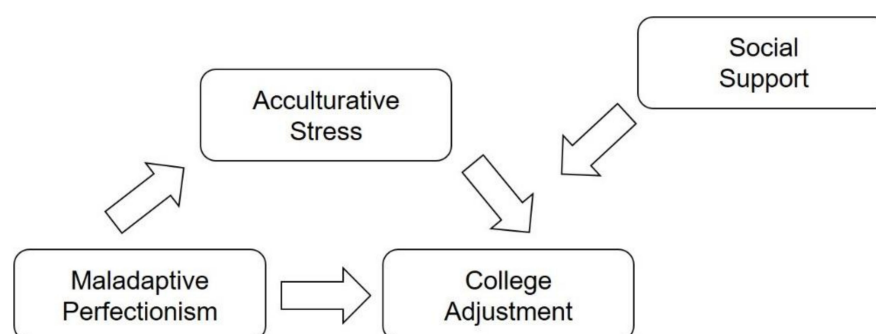 Social
Support
Acculturative
Stress
Maladaptive
Perfectionism
College
Adjustment